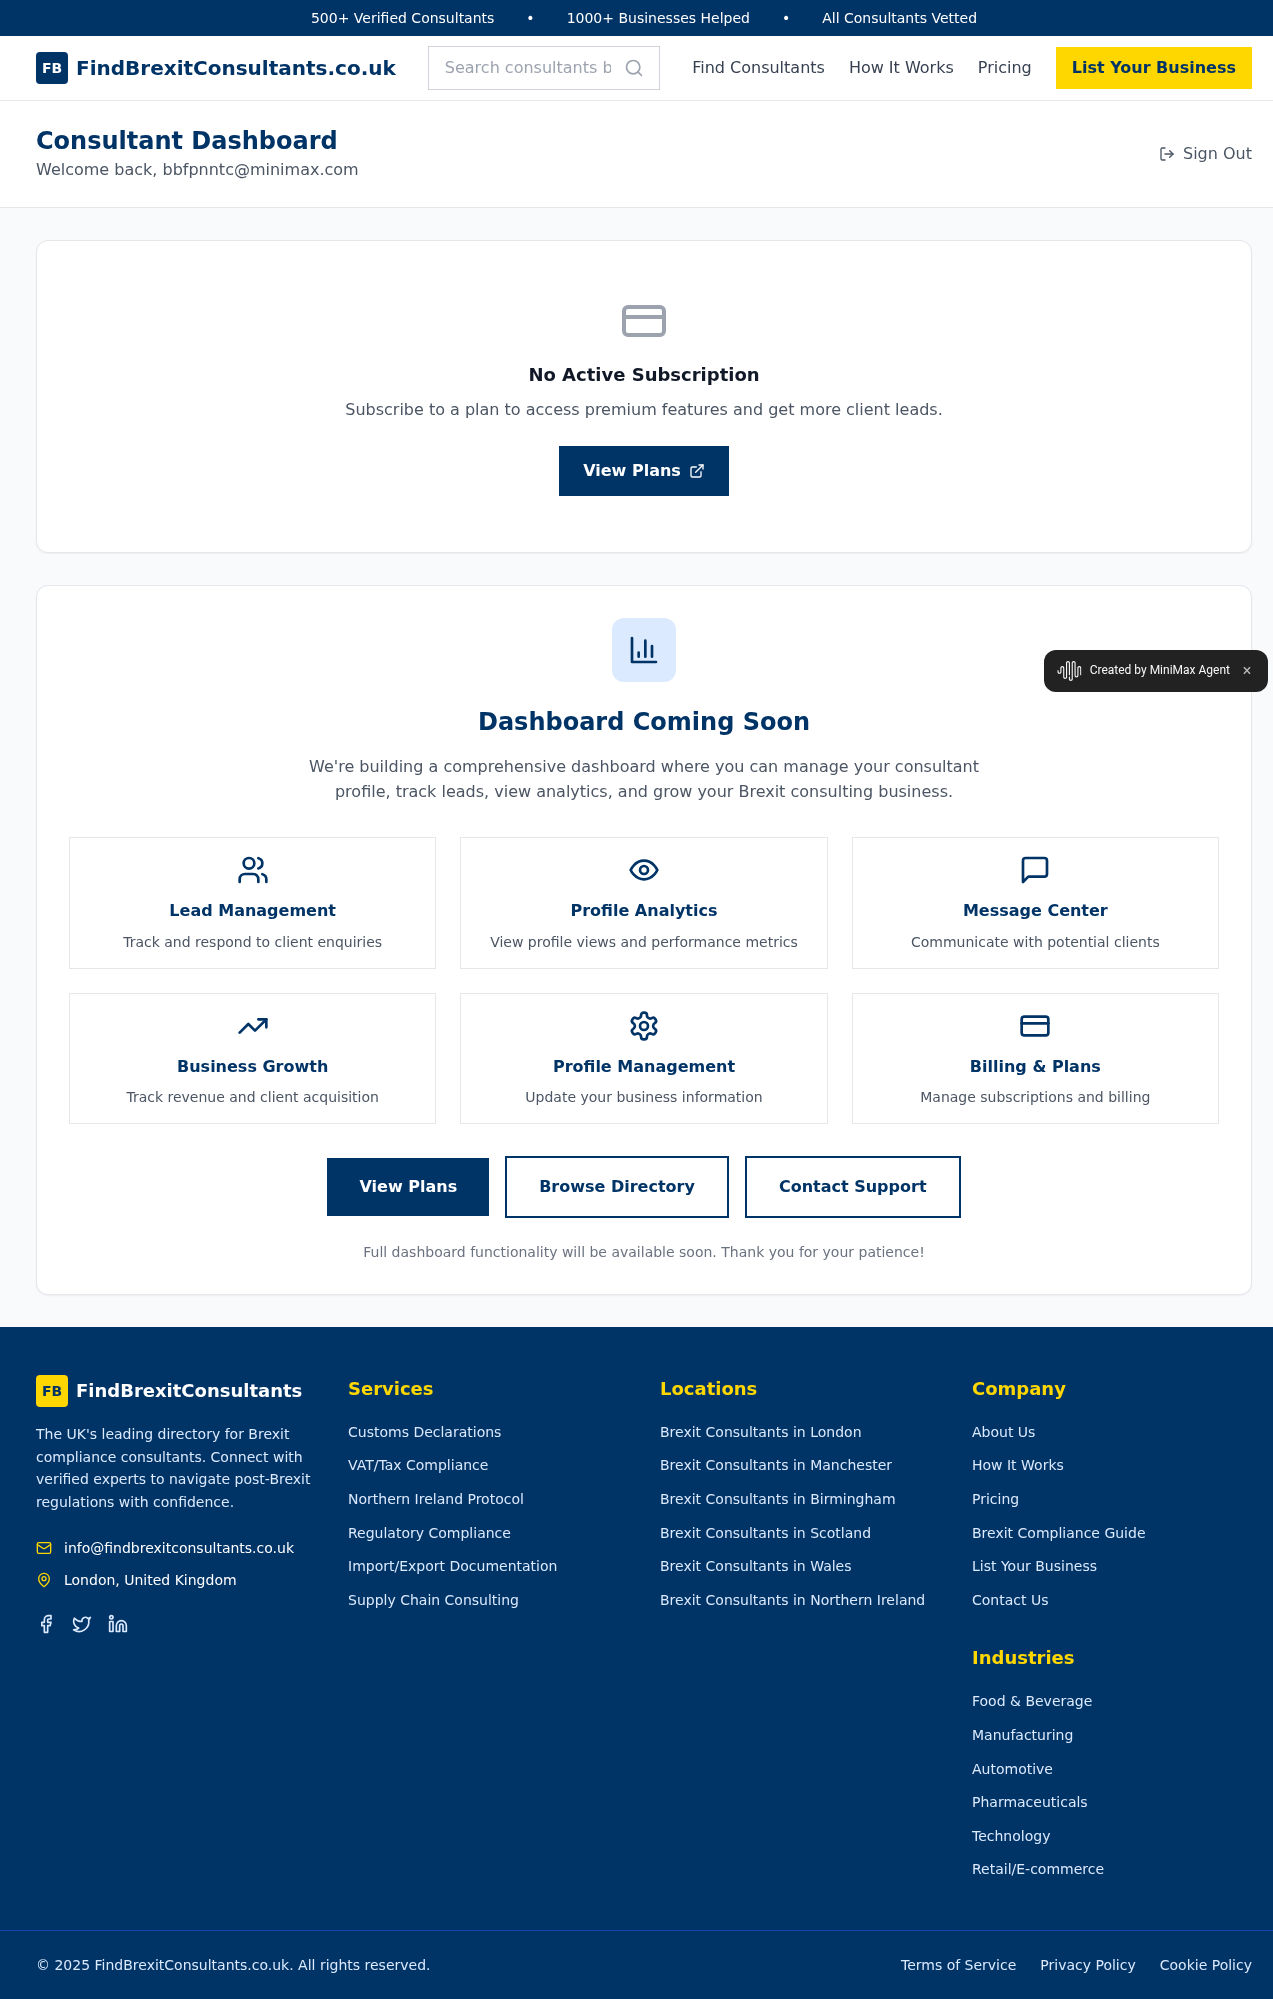 500+ Verified Consultants • 1000+ Businesses Helped • All Consultants Vetted
FB FindBrexitConsultants.co.uk Search consultants b Find Consultants How It Works Pricing List Your Business
Consultant Dashboard
Welcome back, bbfpnntc@minimax.com
Sign Out
No Active Subscription
Subscribe to a plan to access premium features and get more client leads.
View Plans
Created by MiniMax Agent ×
Dashboard Coming Soon
We're building a comprehensive dashboard where you can manage your consultant
profile, track leads, view analytics, and grow your Brexit consulting business.
Lead Management
Track and respond to client enquiries
Profile Analytics
View profile views and performance metrics
Message Center
Communicate with potential clients
Business Growth
Track revenue and client acquisition
Profile Management
Update your business information
Billing & Plans
Manage subscriptions and billing
View Plans
Browse Directory
Contact Support
Full dashboard functionality will be available soon. Thank you for your patience!
FB FindBrexitConsultants
The UK's leading directory for Brexit
compliance consultants. Connect with
verified experts to navigate post-Brexit
regulations with confidence.
info@findbrexitconsultants.co.uk
London, United Kingdom
Services
Customs Declarations
VAT/Tax Compliance
Northern Ireland Protocol
Regulatory Compliance
Import/Export Documentation
Supply Chain Consulting
Locations
Brexit Consultants in London
Brexit Consultants in Manchester
Brexit Consultants in Birmingham
Brexit Consultants in Scotland
Brexit Consultants in Wales
Brexit Consultants in Northern Ireland
Company
About Us
How It Works
Pricing
Brexit Compliance Guide
List Your Business
Contact Us
Industries
Food & Beverage
Manufacturing
Automotive
Pharmaceuticals
Technology
Retail/E-commerce
© 2025 FindBrexitConsultants.co.uk. All rights reserved.
Terms of Service Privacy Policy Cookie Policy